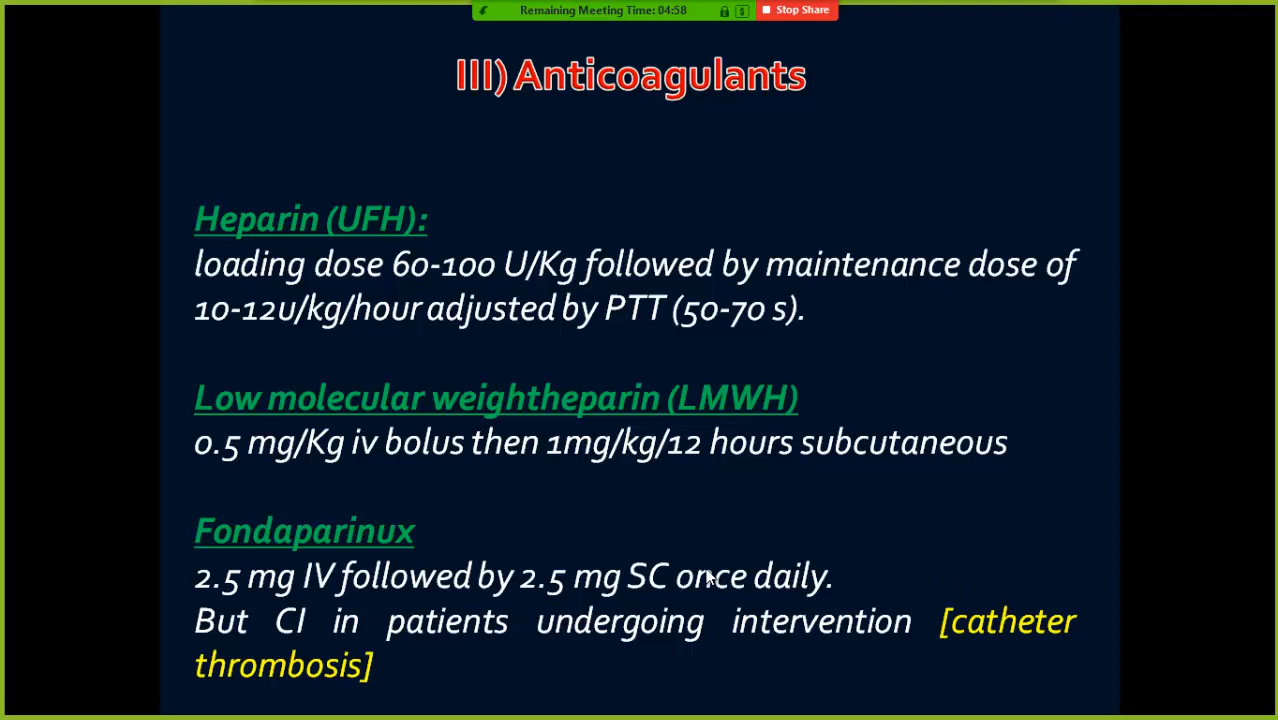 Remaining Meeting Time: 04:58
Stop Share
III) Anticoagulants
Heparin (UFH):
loading dose 60-100 U/Kg followed by maintenance dose of
10-12u/kg/hour adjusted by PTT (50-70 s).
Low molecular weightheparin (LMWH)
0.5 mg/Kg iv bolus then 1mg/kg/12 hours subcutaneous
Fondaparinux
2.5 mg IV followed by 2.5 mg SC once daily.
But CI in patients undergoing intervention [catheter
thrombosis]